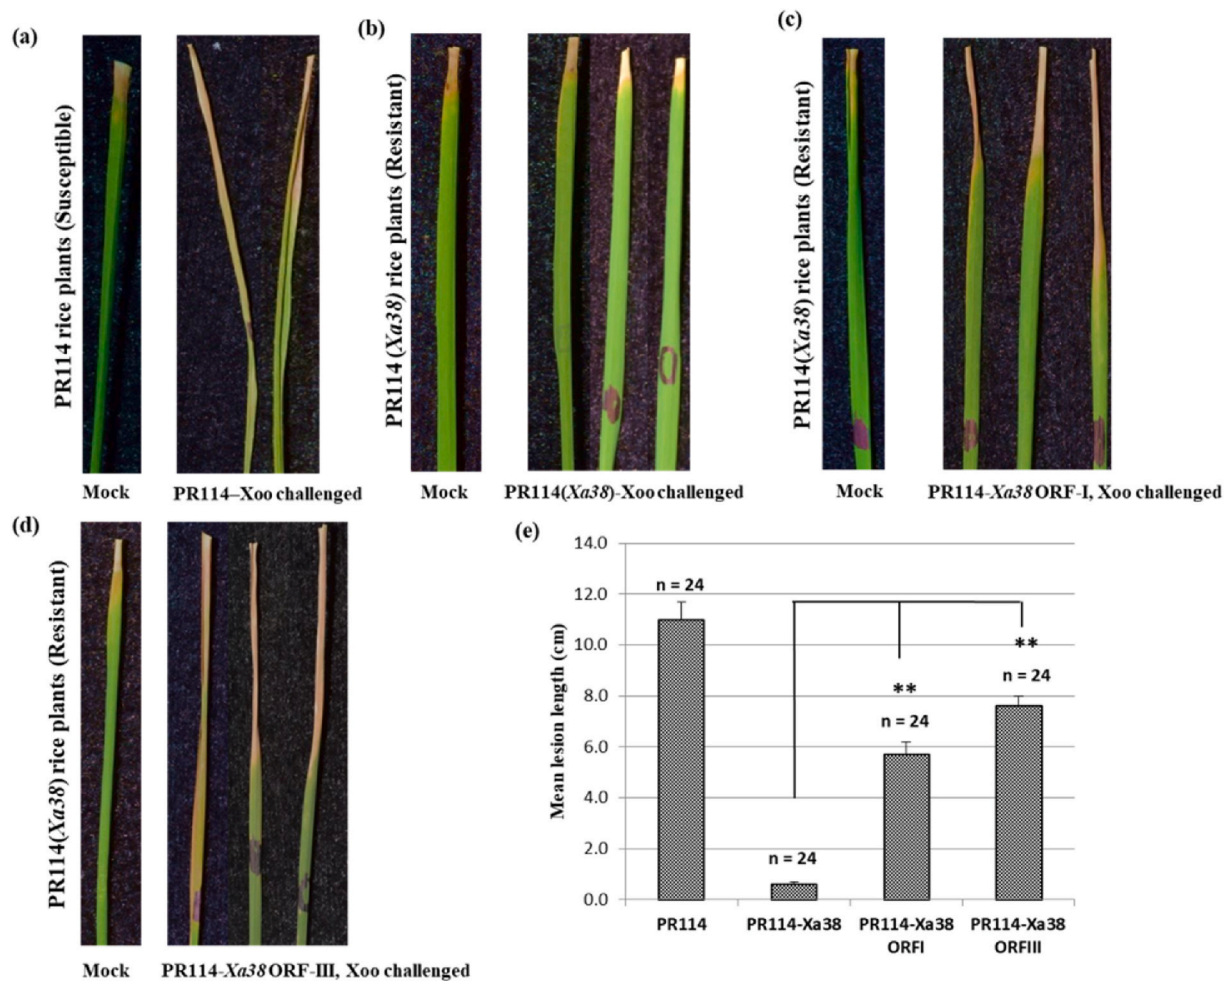 (a)
PR114 rice plants (Susceptible)
Mock
PR114–Xoo challenged
(b)
PR114 (Xa38) rice plants (Resistant)
Mock
PR114(Xa38)-Xoo challenged
(c)
PR114(Xa38) rice plants (Resistant)
Mock
PR114-Xa38 ORF-I, Xoo challenged
(d)
PR114(Xa38) rice plants (Resistant)
Mock
PR114-Xa38 ORF-III, Xoo challenged
(e)
Mean lesion length (cm)
14.0
12.0
10.0
8.0
6.0
4.0
2.0
0.0
n = 24
n = 24
**
n = 24
**
n = 24
PR114
PR114-Xa38
PR114-Xa38
ORFI
PR114-Xa38
ORFIII